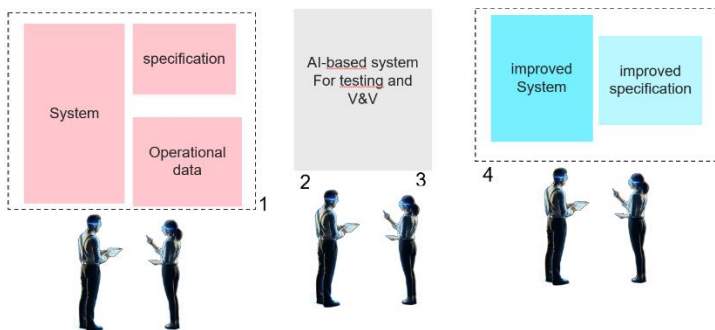 System
specification
Operational
data
1
AI-based system
For testing and
V&V
2
3
improved
System
improved
specification
4